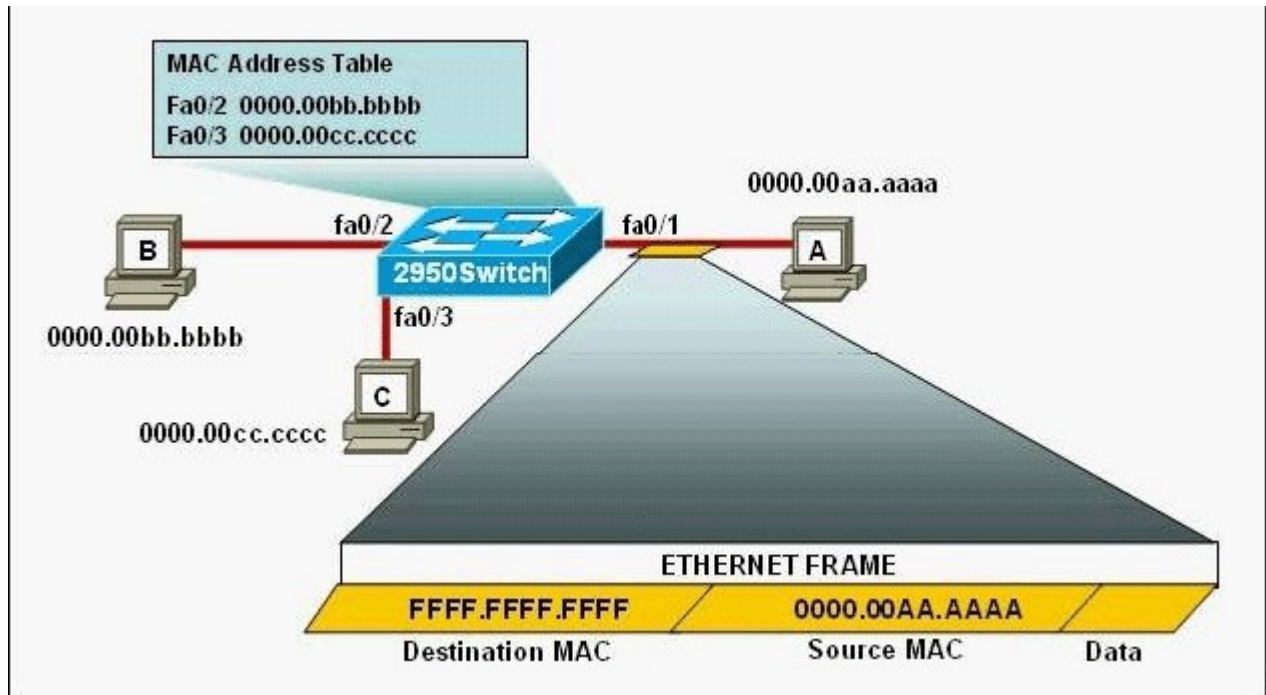 MAC Address Table
Fa0/2 0000.00bb.bbbb
Fa0/3 0000.00cc.cccc
0000.00aa.aaaa
fa0/2
fa0/1
B
A
2950Switch
fa0/3
0000.00bb.bbbb
C
0000.00cc.cccc
ETHERNET FRAME
FFFF.FFFF.FFFF 0000.00AA.AAAA
Destination MAC Source MAC Data